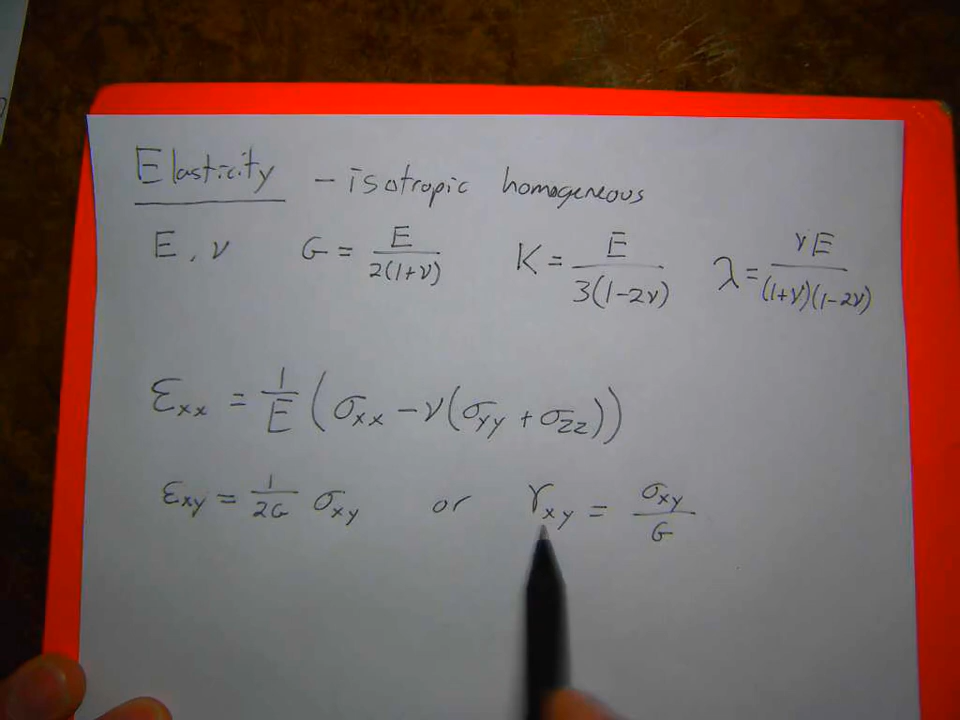 Elasticity - isotropic homogeneous
E, ν G = E/2(1+ν) K = E/3(1-2ν) λ = νE/(1+ν)(1-2ν)
εxx = 1/E (σxx - ν(σyy + σzz))
εxy = 1/2G σxy or γxy = σxy/G